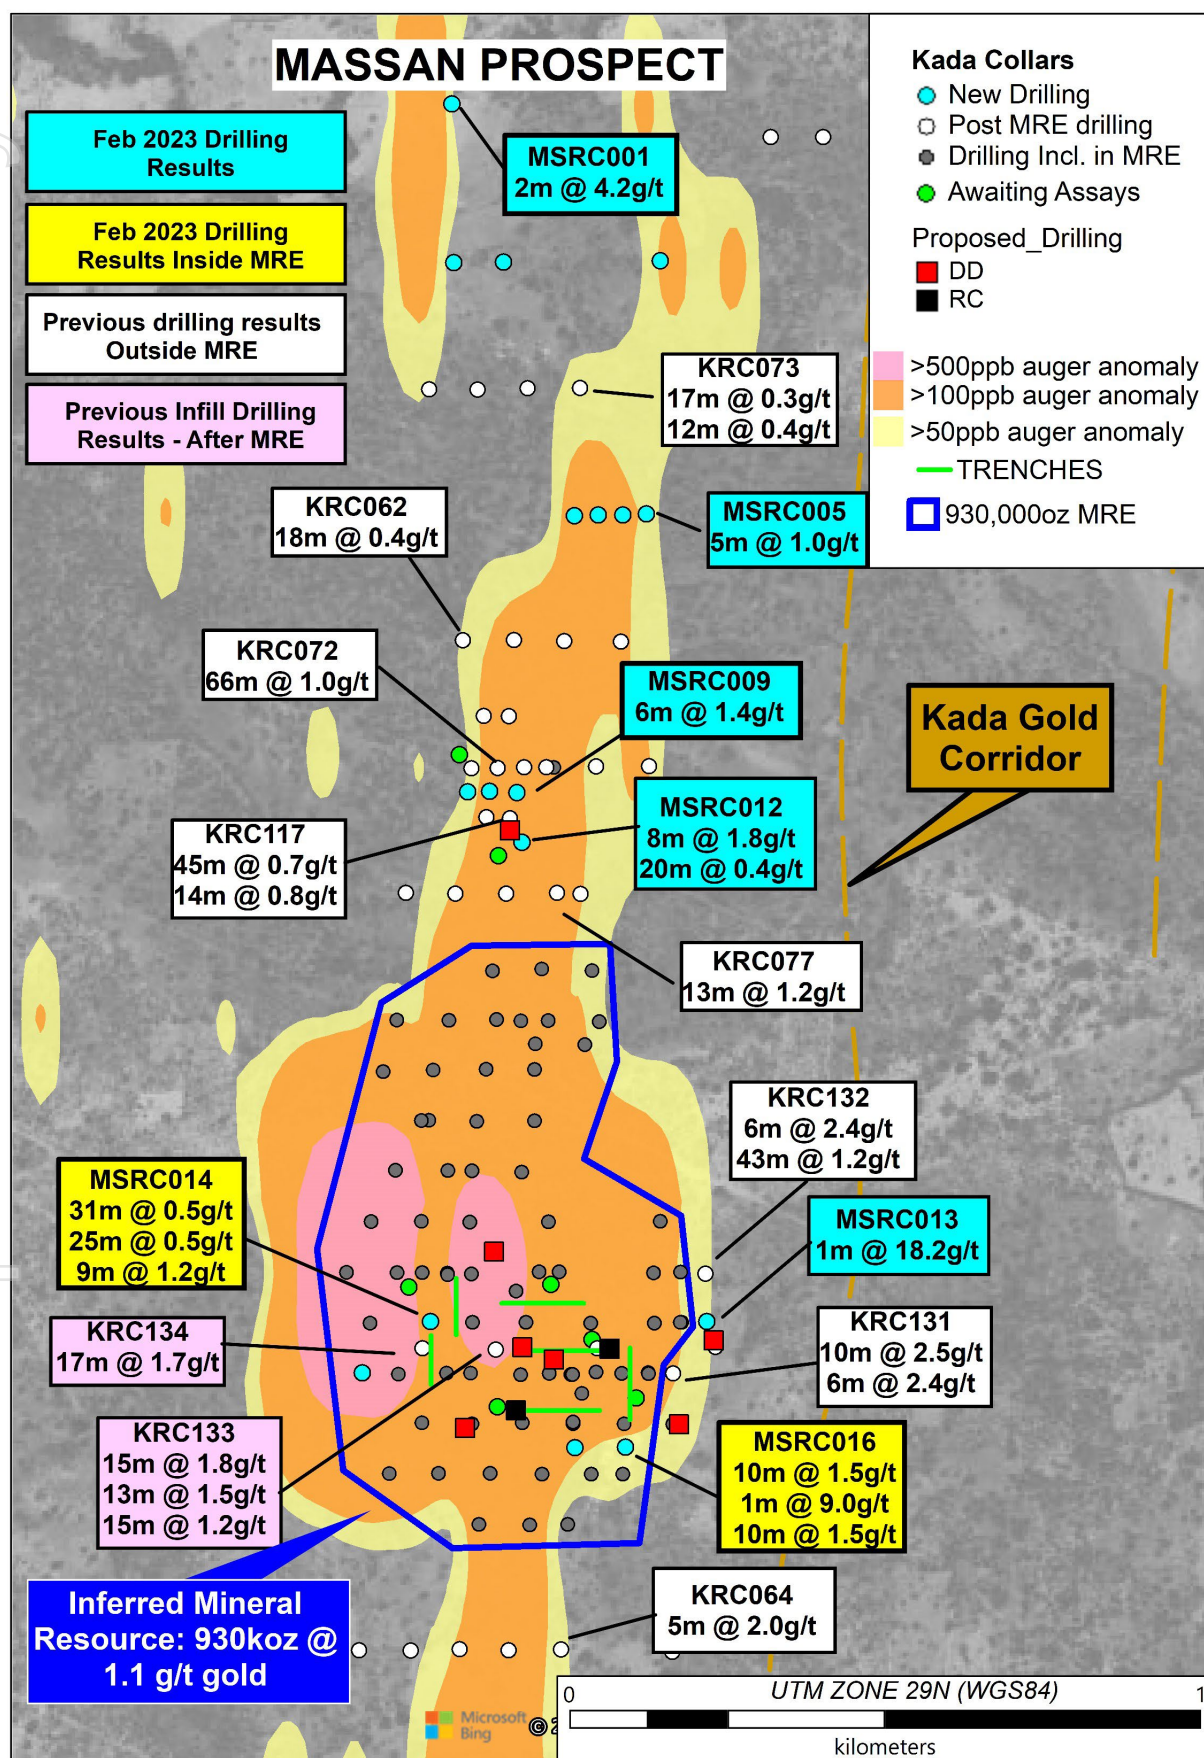 MASSAN PROSPECT
Feb 2023 Drilling
Results
Feb 2023 Drilling
Results Inside MRE
Previous drilling results
Outside MRE
Previous Infill Drilling
Results - After MRE
Kada Collars
New Drilling
Post MRE drilling
Drilling Incl. in MRE
Awaiting Assays
Proposed_Drilling
DD
RC
>500ppb auger anomaly
>100ppb auger anomaly
>50ppb auger anomaly
TRENCHES
930,000oz MRE
MSRC001
2m @ 4.2g/t
KRC073
17m @ 0.3g/t
12m @ 0.4g/t
KRC062
18m @ 0.4g/t
MSRC005
5m @ 1.0g/t
KRC072
66m @ 1.0g/t
MSRC009
6m @ 1.4g/t
Kada Gold
Corridor
MSRC012
8m @ 1.8g/t
20m @ 0.4g/t
KRC117
45m @ 0.7g/t
14m @ 0.8g/t
KRC077
13m @ 1.2g/t
KRC132
6m @ 2.4g/t
43m @ 1.2g/t
MSRC014
31m @ 0.5g/t
25m @ 0.5g/t
9m @ 1.2g/t
MSRC013
1m @ 18.2g/t
KRC134
17m @ 1.7g/t
KRC131
10m @ 2.5g/t
6m @ 2.4g/t
KRC133
15m @ 1.8g/t
13m @ 1.5g/t
15m @ 1.2g/t
MSRC016
10m @ 1.5g/t
1m @ 9.0g/t
10m @ 1.5g/t
Inferred Mineral
Resource: 930koz @
1.1 g/t gold
KRC064
5m @ 2.0g/t
Microsoft
Bing
© 2
0 UTM ZONE 29N (WGS84) 1
kilometers